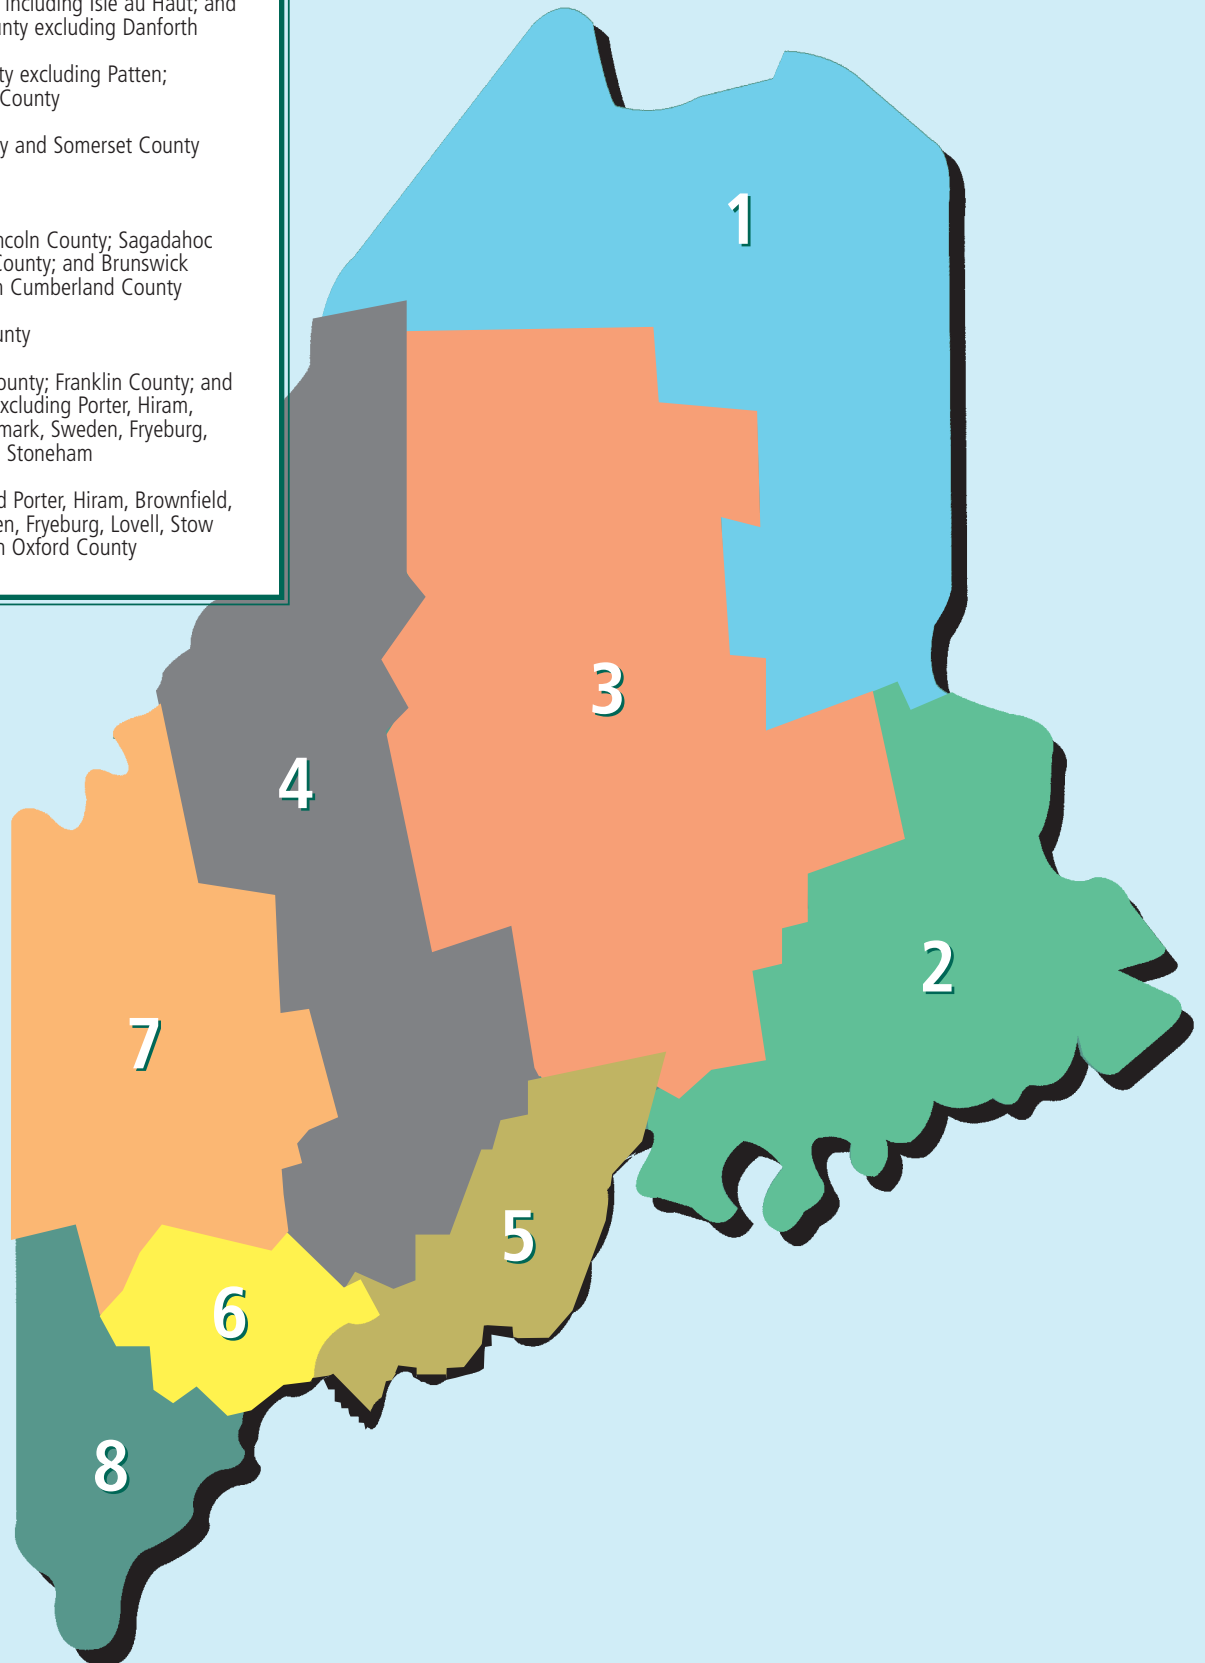 including Isle au Haut; and
unty excluding Danforth
ty excluding Patten;
County
y and Somerset County
ncoln County; Sagadahoc
County; and Brunswick
n Cumberland County
unty
ounty; Franklin County; and
xcluding Porter, Hiram,
mark, Sweden, Fryeburg,
Stoneham
d Porter, Hiram, Brownfield,
en, Fryeburg, Lovell, Stow
n Oxford County
1
3
4
2
7
5
6
8